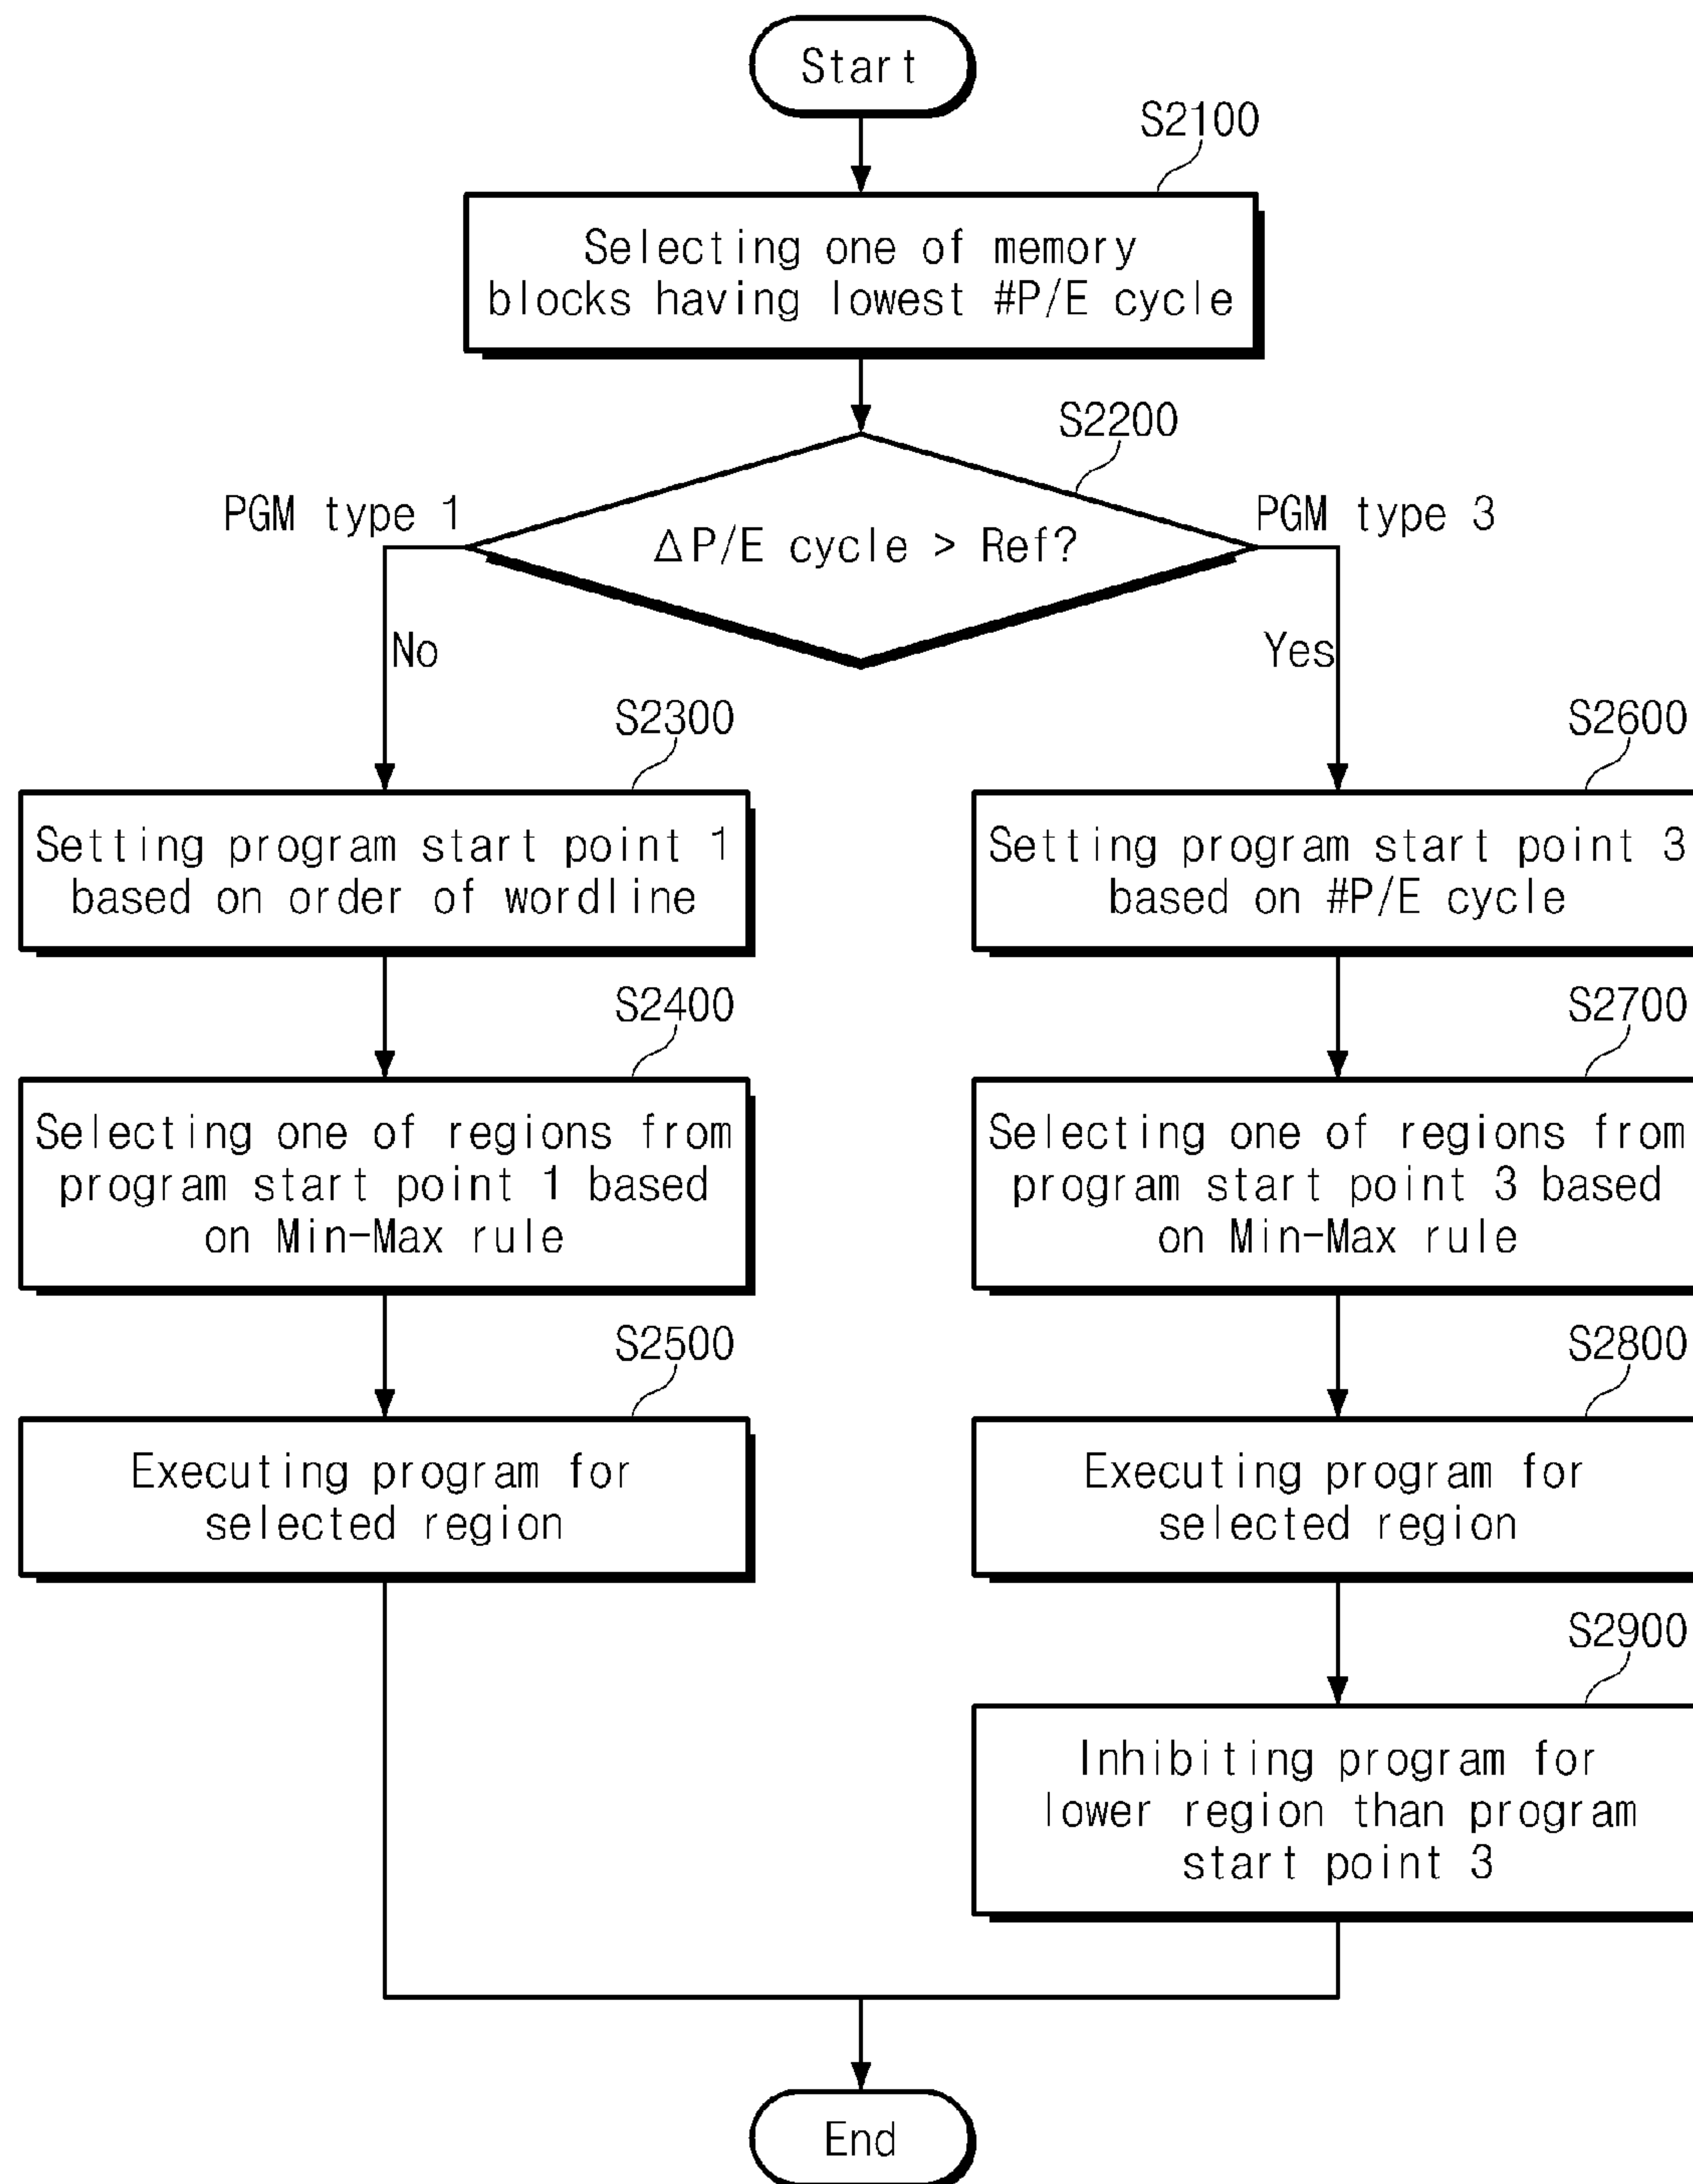 Start
S2100
Selecting one of memory
blocks having lowest #P/E cycle
S2200
PGM type 1
ΔP/E cycle > Ref?
PGM type 3
No
Yes
S2300
Setting program start point 1
based on order of wordline
S2400
Selecting one of regions from
program start point 1 based
on Min-Max rule
S2500
Executing program for
selected region
S2600
Setting program start point 3
based on #P/E cycle
S2700
Selecting one of regions from
program start point 3 based
on Min-Max rule
S2800
Executing program for
selected region
S2900
Inhibiting program for
lower region than program
start point 3
End